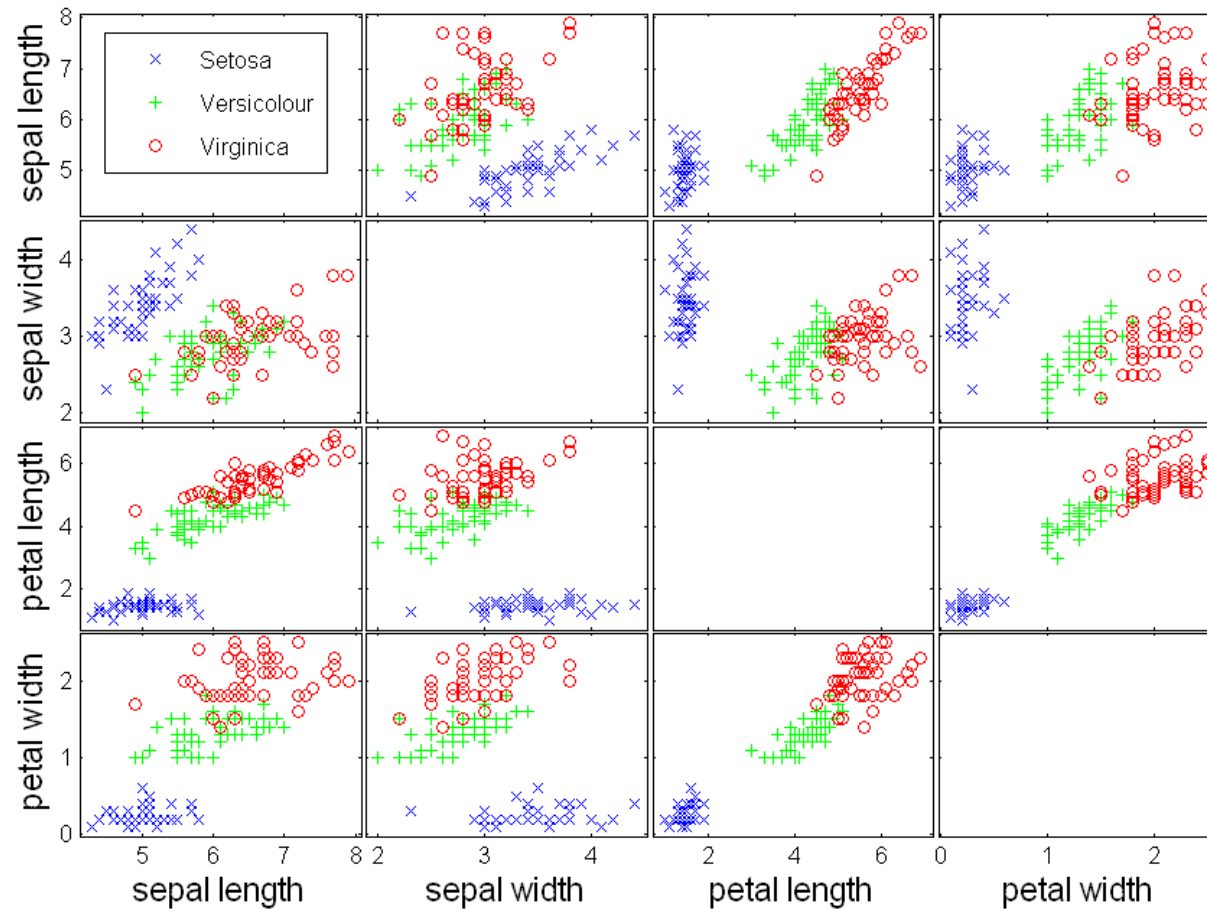 sepal length
8
7
6
5
Setosa
Versicolour
Virginica
sepal width
4
3
2
petal length
6
4
2
petal width
2
1
0
5 6 7 8 2 3 4 2 4 6 0 1 2
sepal length sepal width petal length petal width